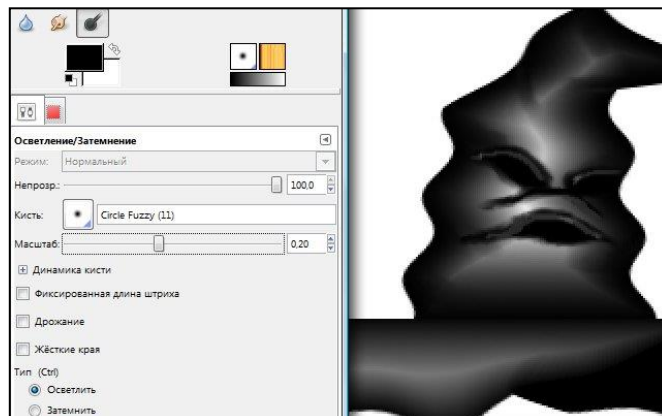 Осветление/Затемнение
Режим: Нормальный
Непрозр.: 100,0
Кисть: Circle Fuzzy (11)
Масштаб: 0,20
Динамика кисти
Фиксированная длина штриха
Дрожание
Жёсткие края
Тип (Ctrl)
Осветлить
Затемнить